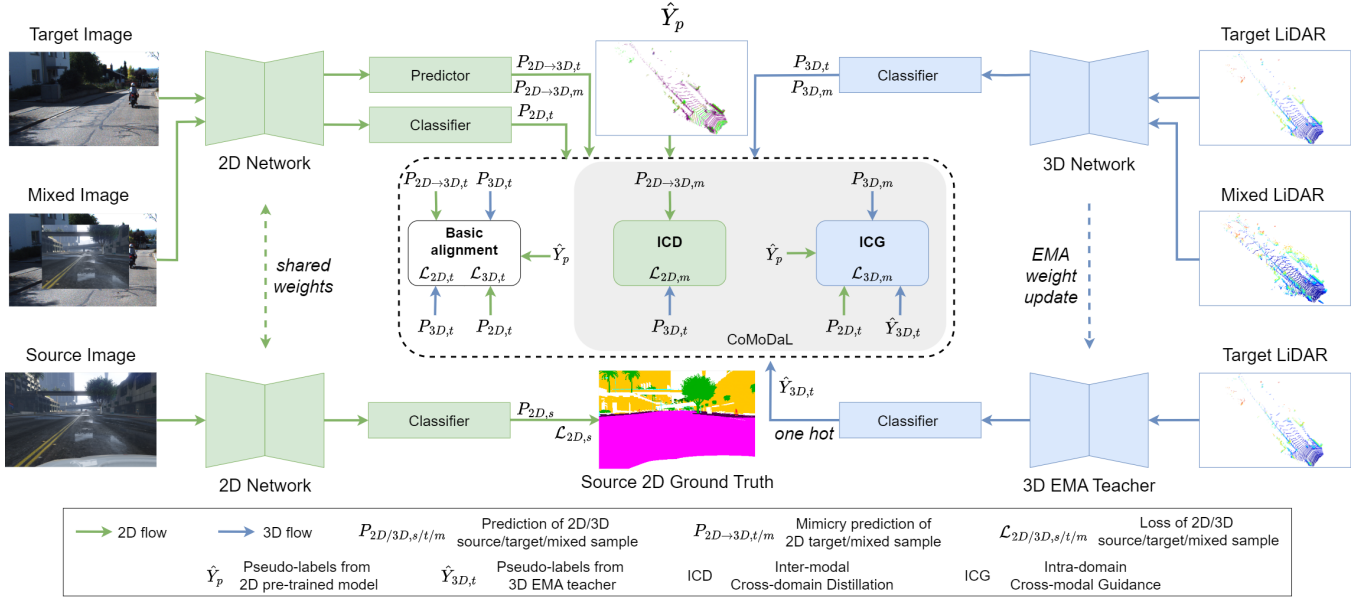 Target Image
Ŷ_p
Target LiDAR
Predictor
P_{2D→3D,t}
P_{2D→3D,m}
Classifier
P_{2D,t}
P_{3D,t}
P_{3D,m}
Classifier
2D Network
3D Network
Mixed Image
Mixed LiDAR
P_{2D→3D,t}
P_{3D,t}
P_{2D→3D,m}
P_{3D,m}
Basic
alignment
ℒ_{2D,t} ℒ_{3D,t}
Ŷ_p
ICD
ℒ_{2D,m}
Ŷ_p
ICG
ℒ_{3D,m}
P_{3D,t}
P_{2D,t}
P_{3D,t}
P_{2D,t}
Ŷ_{3D,t}
CoMoDaL
shared
weights
EMA
weight
update
Source Image
Target LiDAR
Classifier
P_{2D,s}
ℒ_{2D,s}
Ŷ_{3D,t}
one hot
Classifier
2D Network
Source 2D Ground Truth
3D EMA Teacher
2D flow
3D flow
P_{2D/3D,s/t/m}
Prediction of 2D/3D
source/target/mixed sample
P_{2D→3D,t/m}
Mimicry prediction of
2D target/mixed sample
ℒ_{2D/3D,s/t/m}
Loss of 2D/3D
source/target/mixed sample
Ŷ_p
Pseudo-labels from
2D pre-trained model
Ŷ_{3D,t}
Pseudo-labels from
3D EMA teacher
ICD
Inter-modal
Cross-domain Distillation
ICG
Intra-domain
Cross-modal Guidance